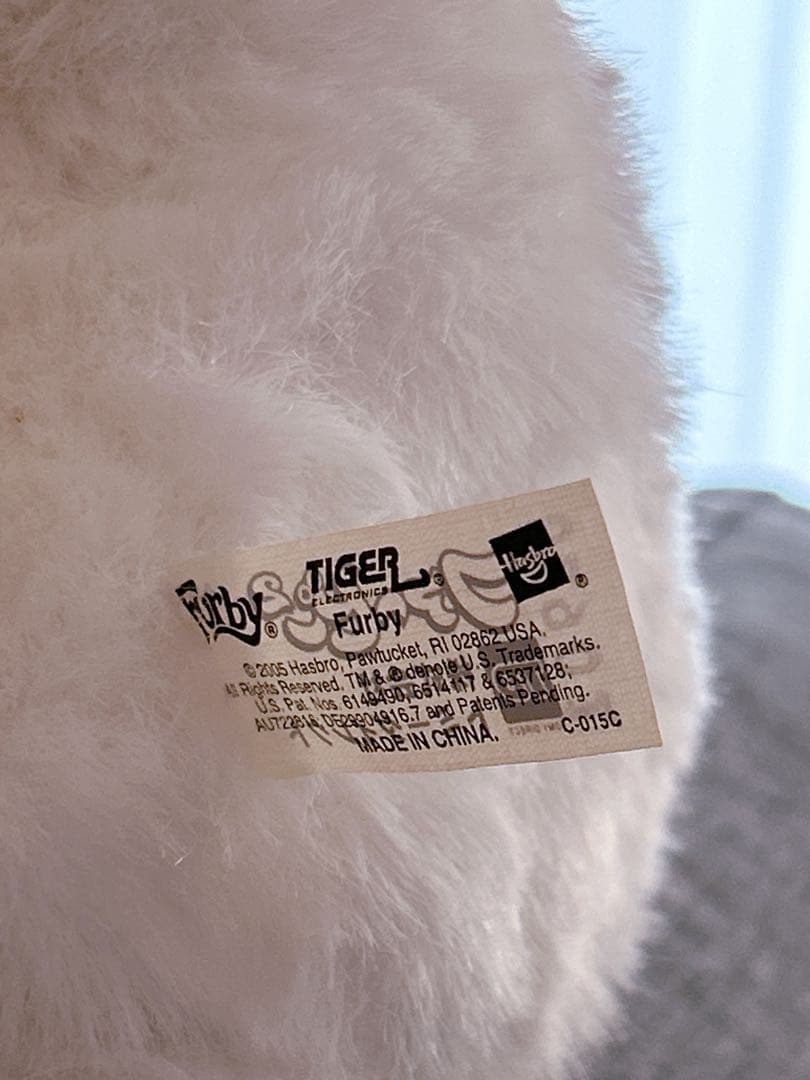 Furby®
TIGER®
ELECTRONICS
Hasbro®
Furby
©2005 Hasbro, Pawtucket, RI 02862 USA.
All Rights Reserved. TM & ® denote U.S. Trademarks.
U.S. Pat. Nos. 6149490, 6514117 & 6537128;
AU722816, DE29904916.7 and Patents Pending.
MADE IN CHINA.
C-015C